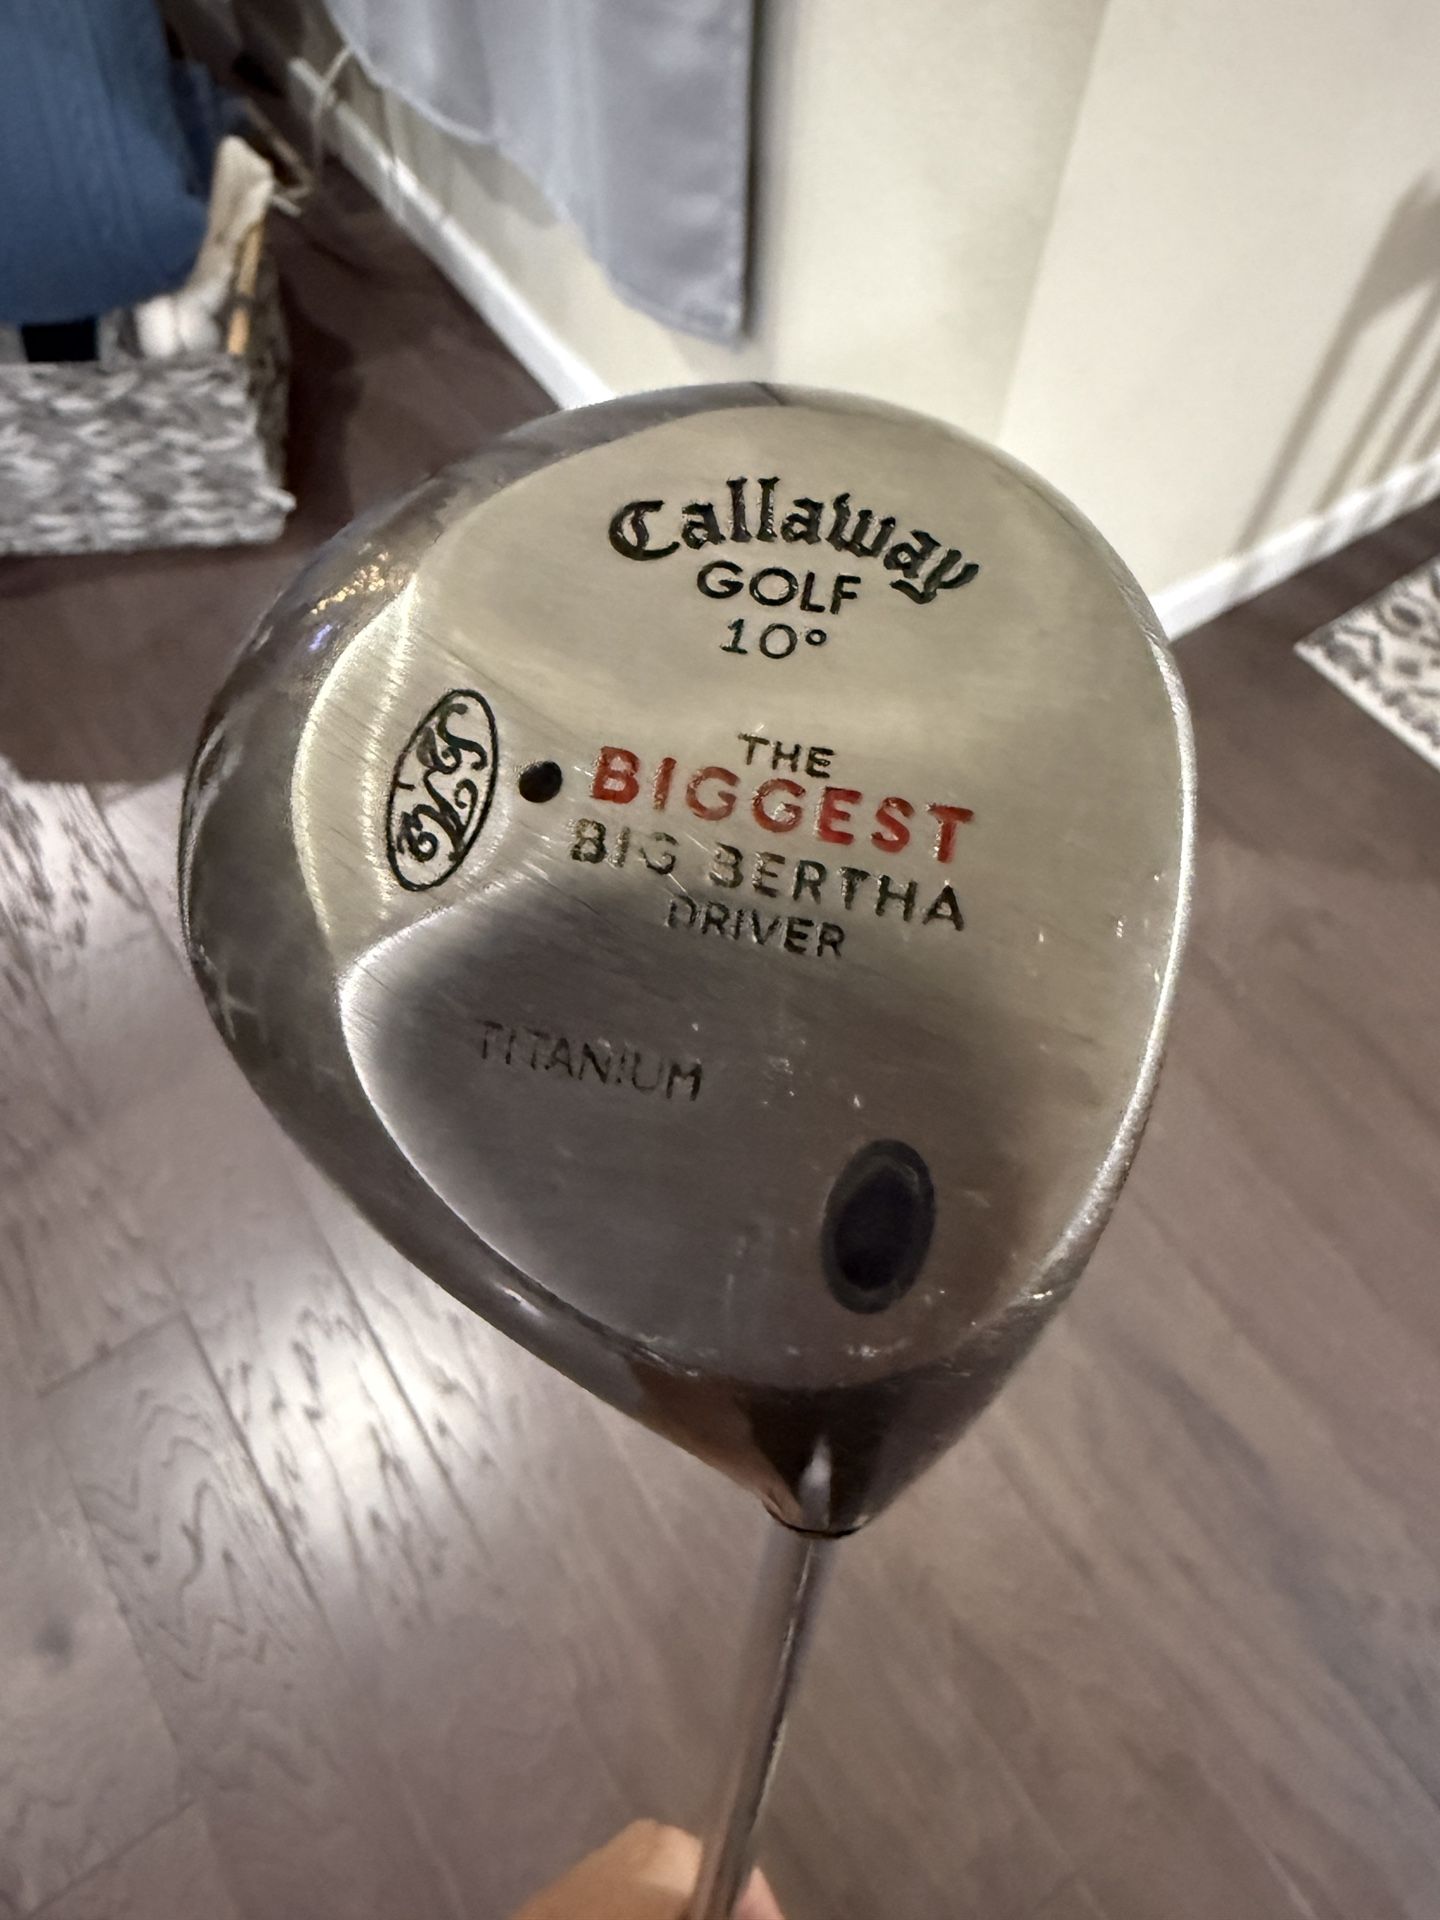 Callaway
GOLF
10°
THE
BIGGEST
BIG BERTHA
DRIVER
TITANIUM